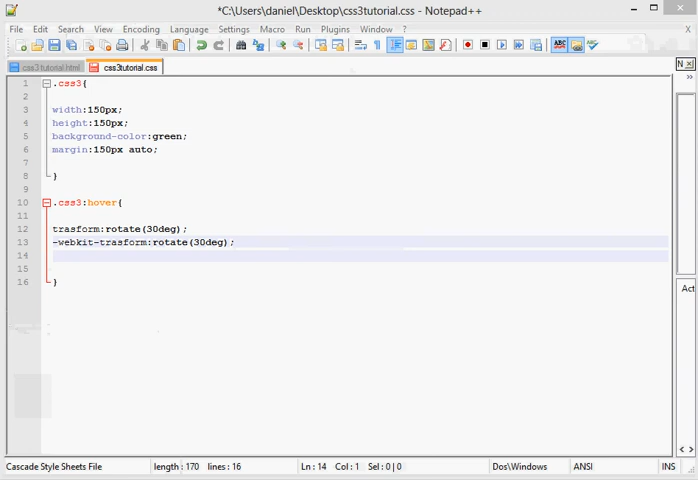 *C:\Users\daniel\Desktop\css3tutorial.css - Notepad++
File Edit Search View Encoding Language Settings Macro Run Plugins Window ? X
css3 tutorial.html css3tutorial.css
N
1 .css3{
2
3 width:150px;
4 height:150px;
5 background-color:green;
6 margin:150px auto;
7
8 }
9
10 .css3:hover{
11
12 trasform:rotate(30deg);
13 -webkit-trasform:rotate(30deg);
14
15
16 }
Act
Cascade Style Sheets File length : 170 lines : 16 Ln : 14 Col : 1 Sel : 0 | 0 Dos\Windows ANSI INS